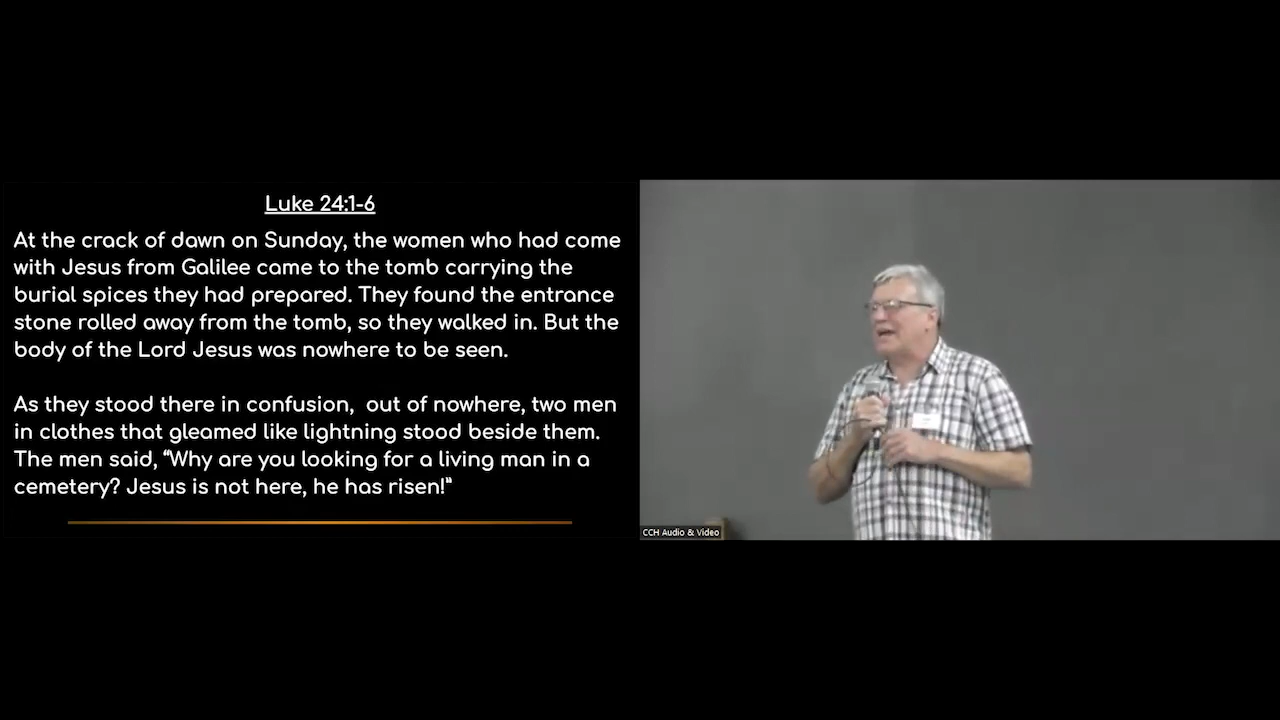 Luke 24:1-6
At the crack of dawn on Sunday, the women who had come
with Jesus from Galilee came to the tomb carrying the
burial spices they had prepared. They found the entrance
stone rolled away from the tomb, so they walked in. But the
body of the Lord Jesus was nowhere to be seen.
As they stood there in confusion,  out of nowhere, two men
in clothes that gleamed like lightning stood beside them.
The men said, “Why are you looking for a living man in a
cemetery? Jesus is not here, he has risen!”
CCH Audio & Video